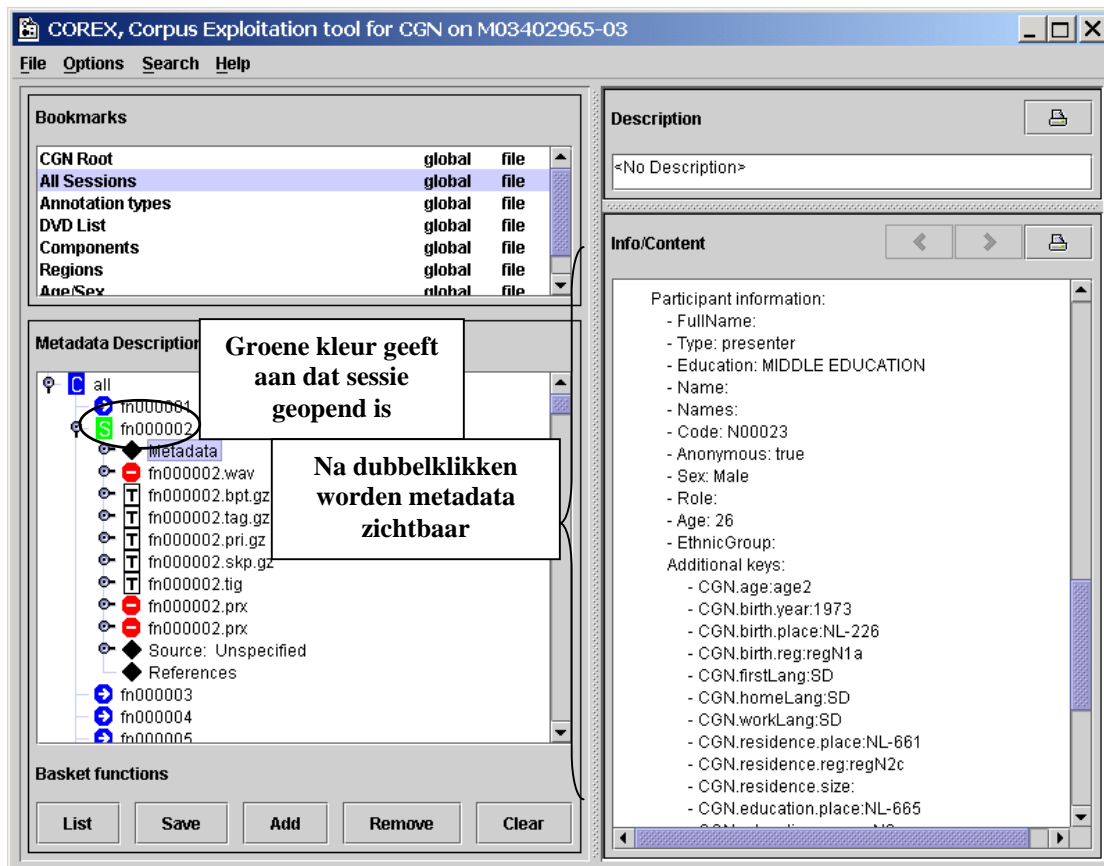 COREX, Corpus Exploitation tool for CGN on M03402965-03
File Options Search Help
Bookmarks
CGN Root global file
All Sessions global file
Annotation types global file
DVD List global file
Components global file
Regions global file
Age/Sex global file
Metadata Description
Groene kleur geeft
aan dat sessie
geopend is
C all
fn000001
S fn000002
Metadata
Na dubbelklikken
worden metadata
zichtbaar
fn000002.wav
T fn000002.bpt.gz
T fn000002.tag.gz
T fn000002.pri.gz
T fn000002.skp.gz
T fn000002.tig
fn000002.prx
fn000002.prx
Source: Unspecified
References
fn000003
fn000004
fn000005
Basket functions
List Save Add Remove Clear
Description
<No Description>
Info/Content
Participant information:
- FullName:
- Type: presenter
- Education: MIDDLE EDUCATION
- Name:
- Names:
- Code: N00023
- Anonymous: true
- Sex: Male
- Role:
- Age: 26
- EthnicGroup:
Additional keys:
- CGN.age:age2
- CGN.birth.year:1973
- CGN.birth.place:NL-226
- CGN.birth.reg:regN1a
- CGN.firstLang:SD
- CGN.homeLang:SD
- CGN.workLang:SD
- CGN.residence.place:NL-661
- CGN.residence.reg:regN2c
- CGN.residence.size:
- CGN.education.place:NL-665